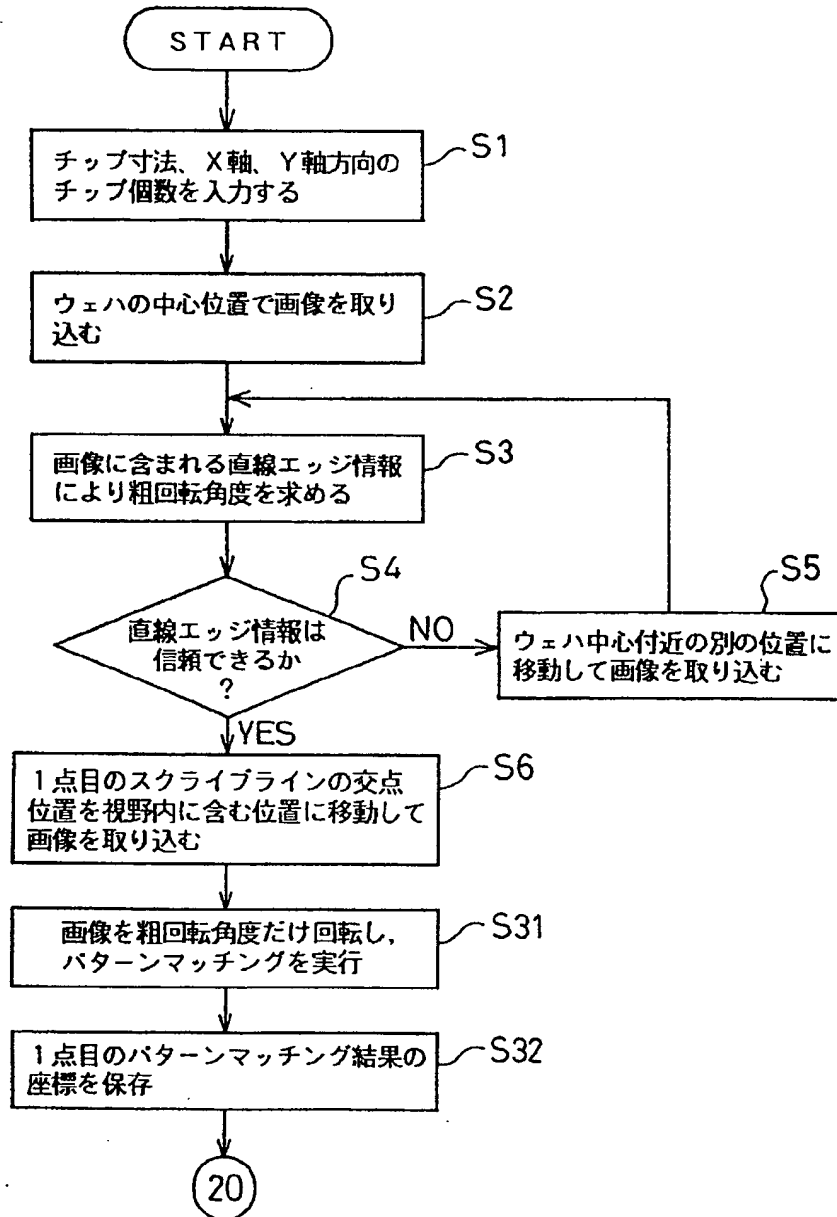 START
チップ寸法、X軸、Y軸方向の
チップ個数を入力する
S1
ウェハの中心位置で画像を取り
込む
S2
画像に含まれる直線エッジ情報
により粗回転角度を求める
S3
直線エッジ情報は
信頼できるか
?
S4
NO
ウェハ中心付近の別の位置に
移動して画像を取り込む
S5
YES
1点目のスクライブラインの交点
位置を視野内に含む位置に移動して
画像を取り込む
S6
画像を粗回転角度だけ回転し,
パターンマッチングを実行
S31
1点目のパターンマッチング結果の
座標を保存
S32
20